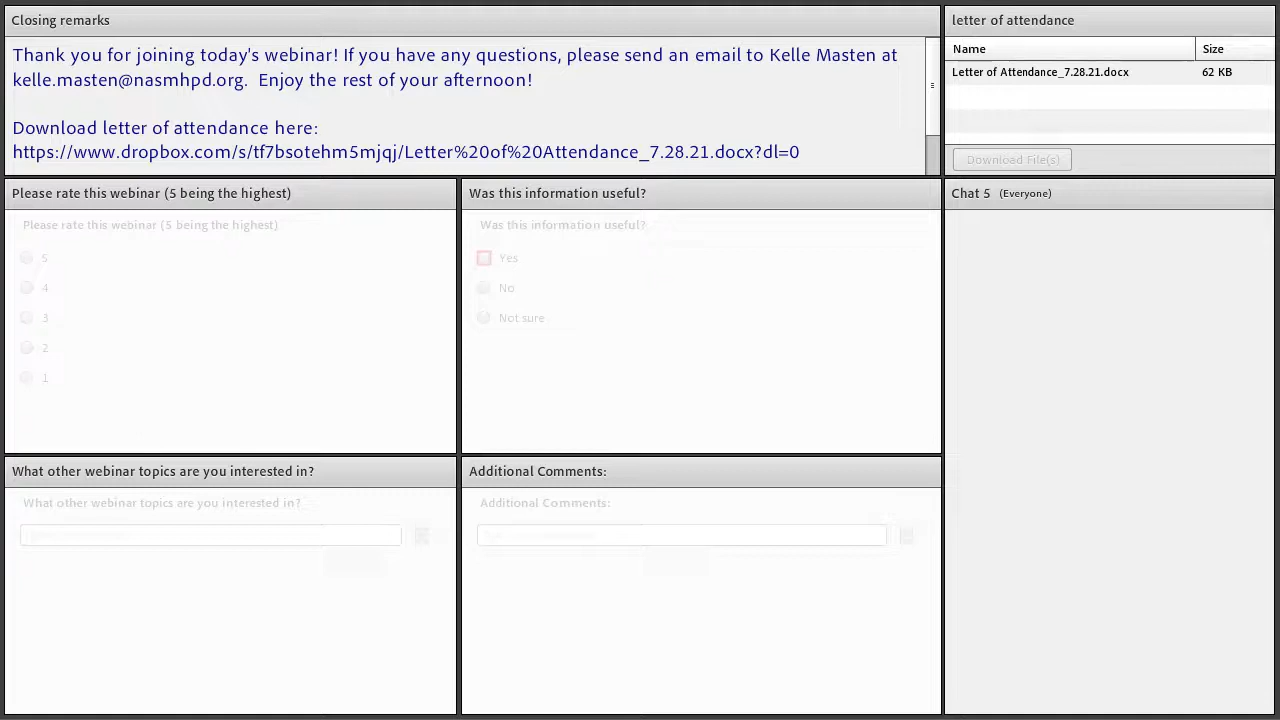 Closing remarks
Thank you for joining today's webinar! If you have any questions, please send an email to Kelle Masten at
kelle.masten@nasmhpd.org.  Enjoy the rest of your afternoon!
Download letter of attendance here:
https://www.dropbox.com/s/tf7bsotehm5mjqj/Letter%20of%20Attendance_7.28.21.docx?dl=0
letter of attendance
Name Size
Letter of Attendance_7.28.21.docx 62 KB
Download File(s)
Please rate this webinar (5 being the highest)
Please rate this webinar (5 being the highest)
5
4
3
2
1
Was this information useful?
Was this information useful?
Yes
No
Not sure
Chat 5 (Everyone)
What other webinar topics are you interested in?
What other webinar topics are you interested in?
Additional Comments:
Additional Comments: